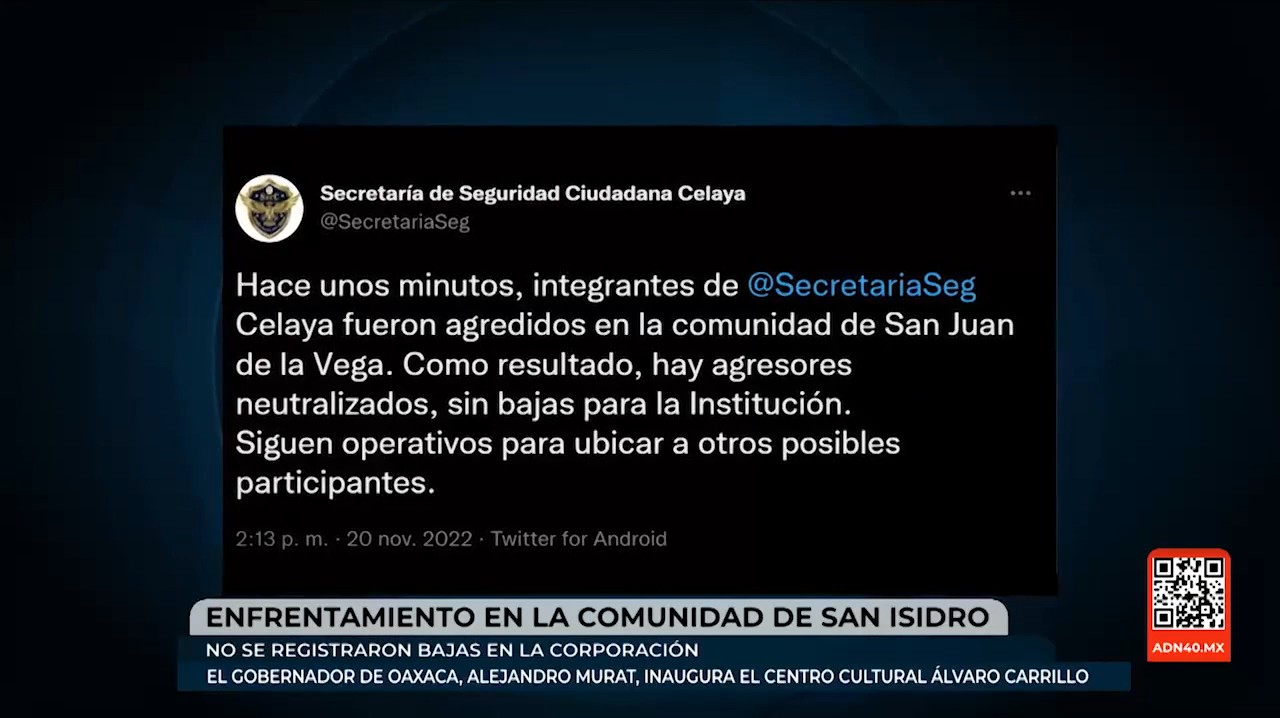 Secretaría de Seguridad Ciudadana Celaya
@SecretariaSeg
Hace unos minutos, integrantes de @SecretariaSeg
Celaya fueron agredidos en la comunidad de San Juan
de la Vega. Como resultado, hay agresores
neutralizados, sin bajas para la Institución.
Siguen operativos para ubicar a otros posibles
participantes.
2:13 p. m. · 20 nov. 2022 · Twitter for Android
ENFRENTAMIENTO EN LA COMUNIDAD DE SAN ISIDRO
NO SE REGISTRARON BAJAS EN LA CORPORACIÓN
EL GOBERNADOR DE OAXACA, ALEJANDRO MURAT, INAUGURA EL CENTRO CULTURAL ÁLVARO CARRILLO
ADN40.MX